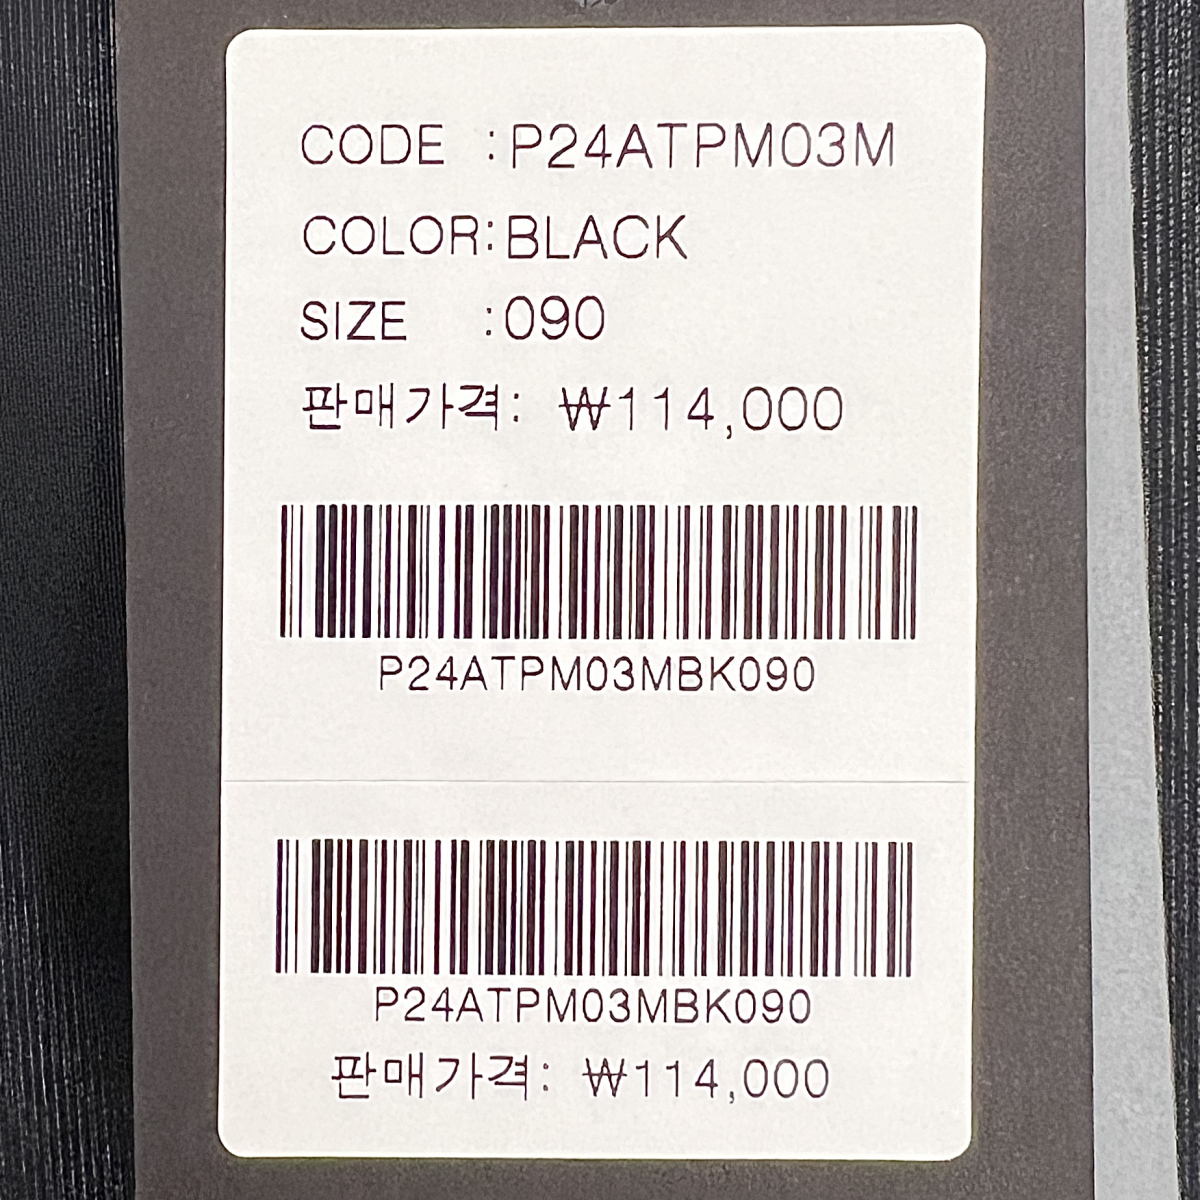 CODE :P24ATPM03M
COLOR:BLACK
SIZE :090
판매가격: ₩114,000
P24ATPM03MBK090
P24ATPM03MBK090
판매가격: ₩114,000